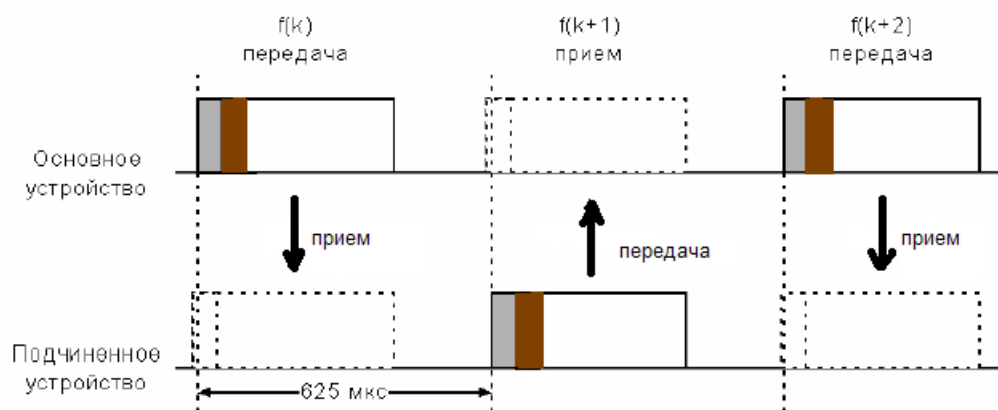 f(k)
передача
f(k+1)
прием
f(k+2)
передача
Основное
устройство
прием
передача
прием
Подчиненное
устройство
625 мкс